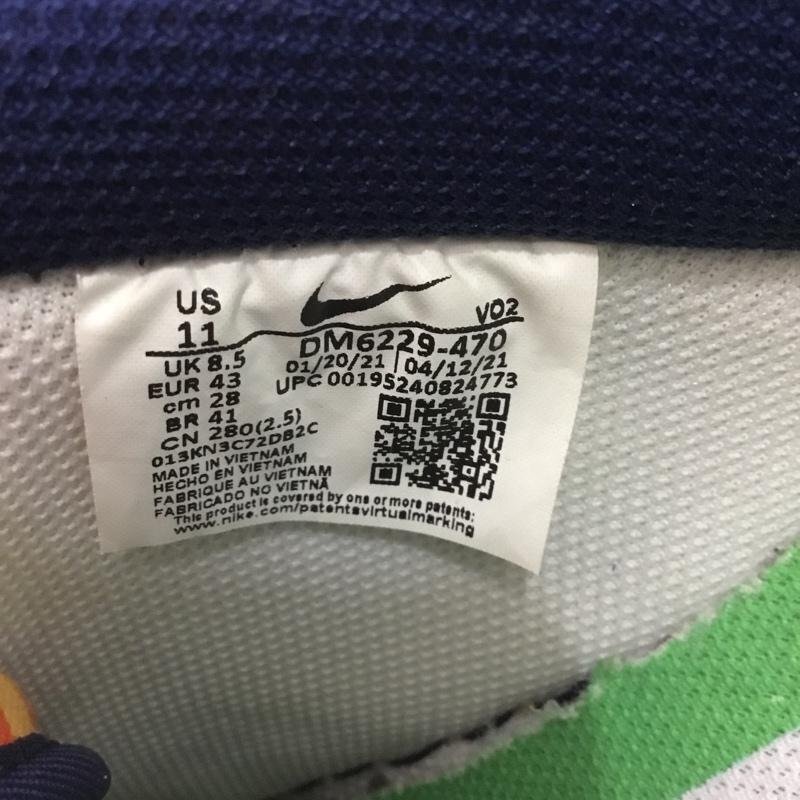 US
11
VO2
DM6229-470
01/20/21 04/12/21
UPC 00195240824773
UK 8.5
EUR 43
cm 28
BR 41
CN 280(2.5)
013KN3C72DB2C
MADE IN VIETNAM
HECHO EN VIETNAM
FABRIQUE AU VIETNAM
FABRICADO NO VIETNÃ
This product is covered by one or more patents:
www.nike.com/patentsvirtualmarking